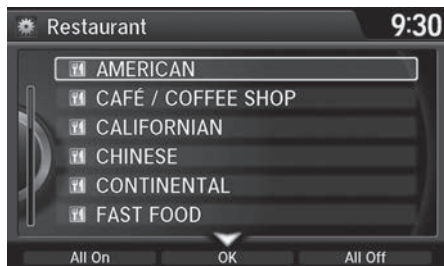 Restaurant 9:30
AMERICAN
CAFÉ / COFFEE SHOP
CALIFORNIAN
CHINESE
CONTINENTAL
FAST FOOD
All On OK All Off